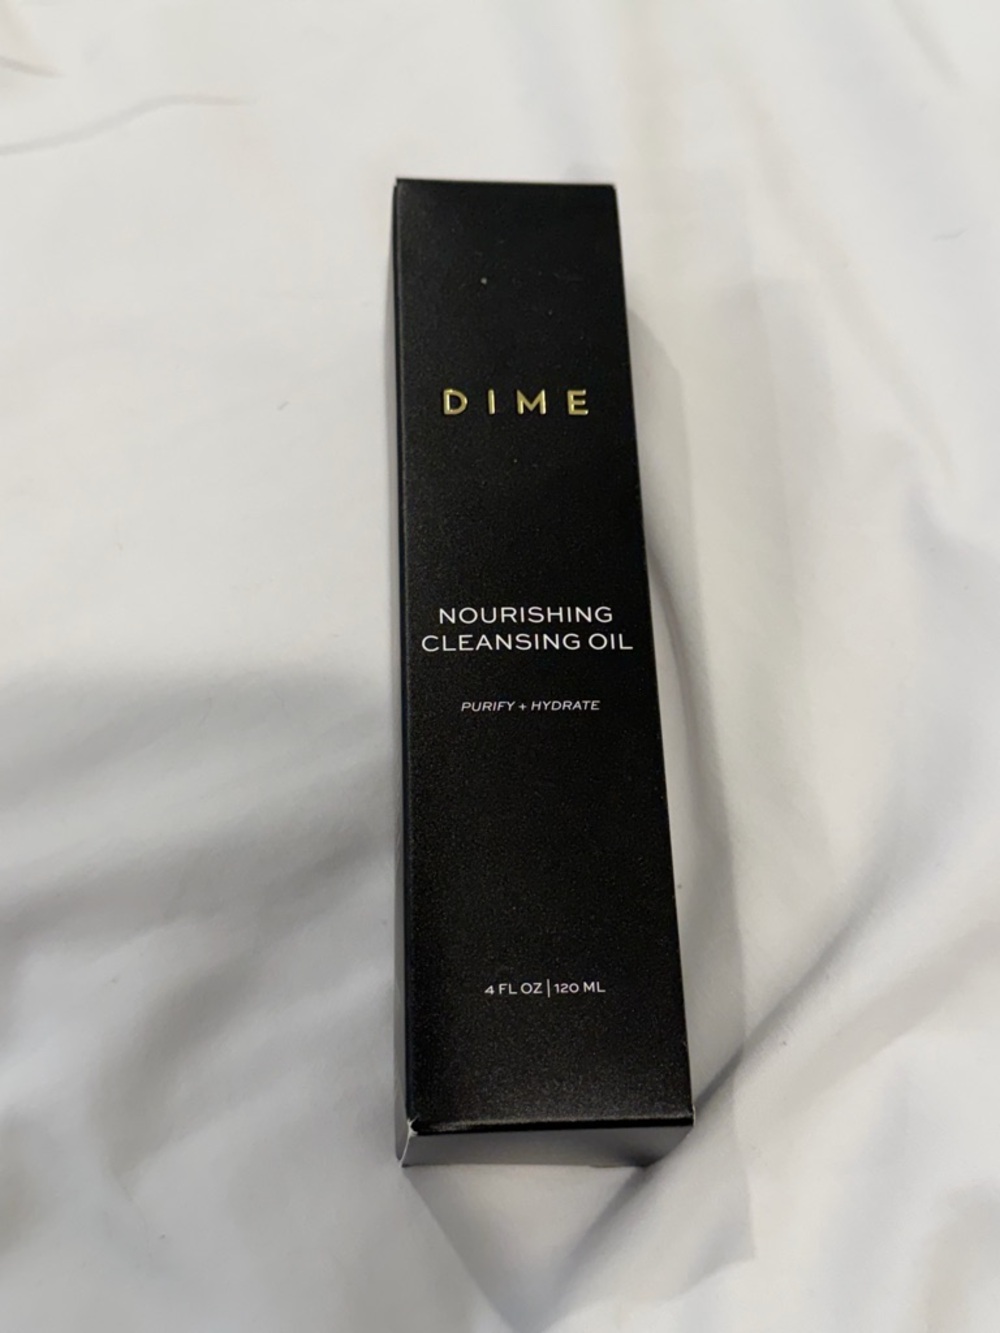 DIME
NOURISHING
CLEANSING OIL
PURIFY + HYDRATE
4 FL OZ | 120 ML